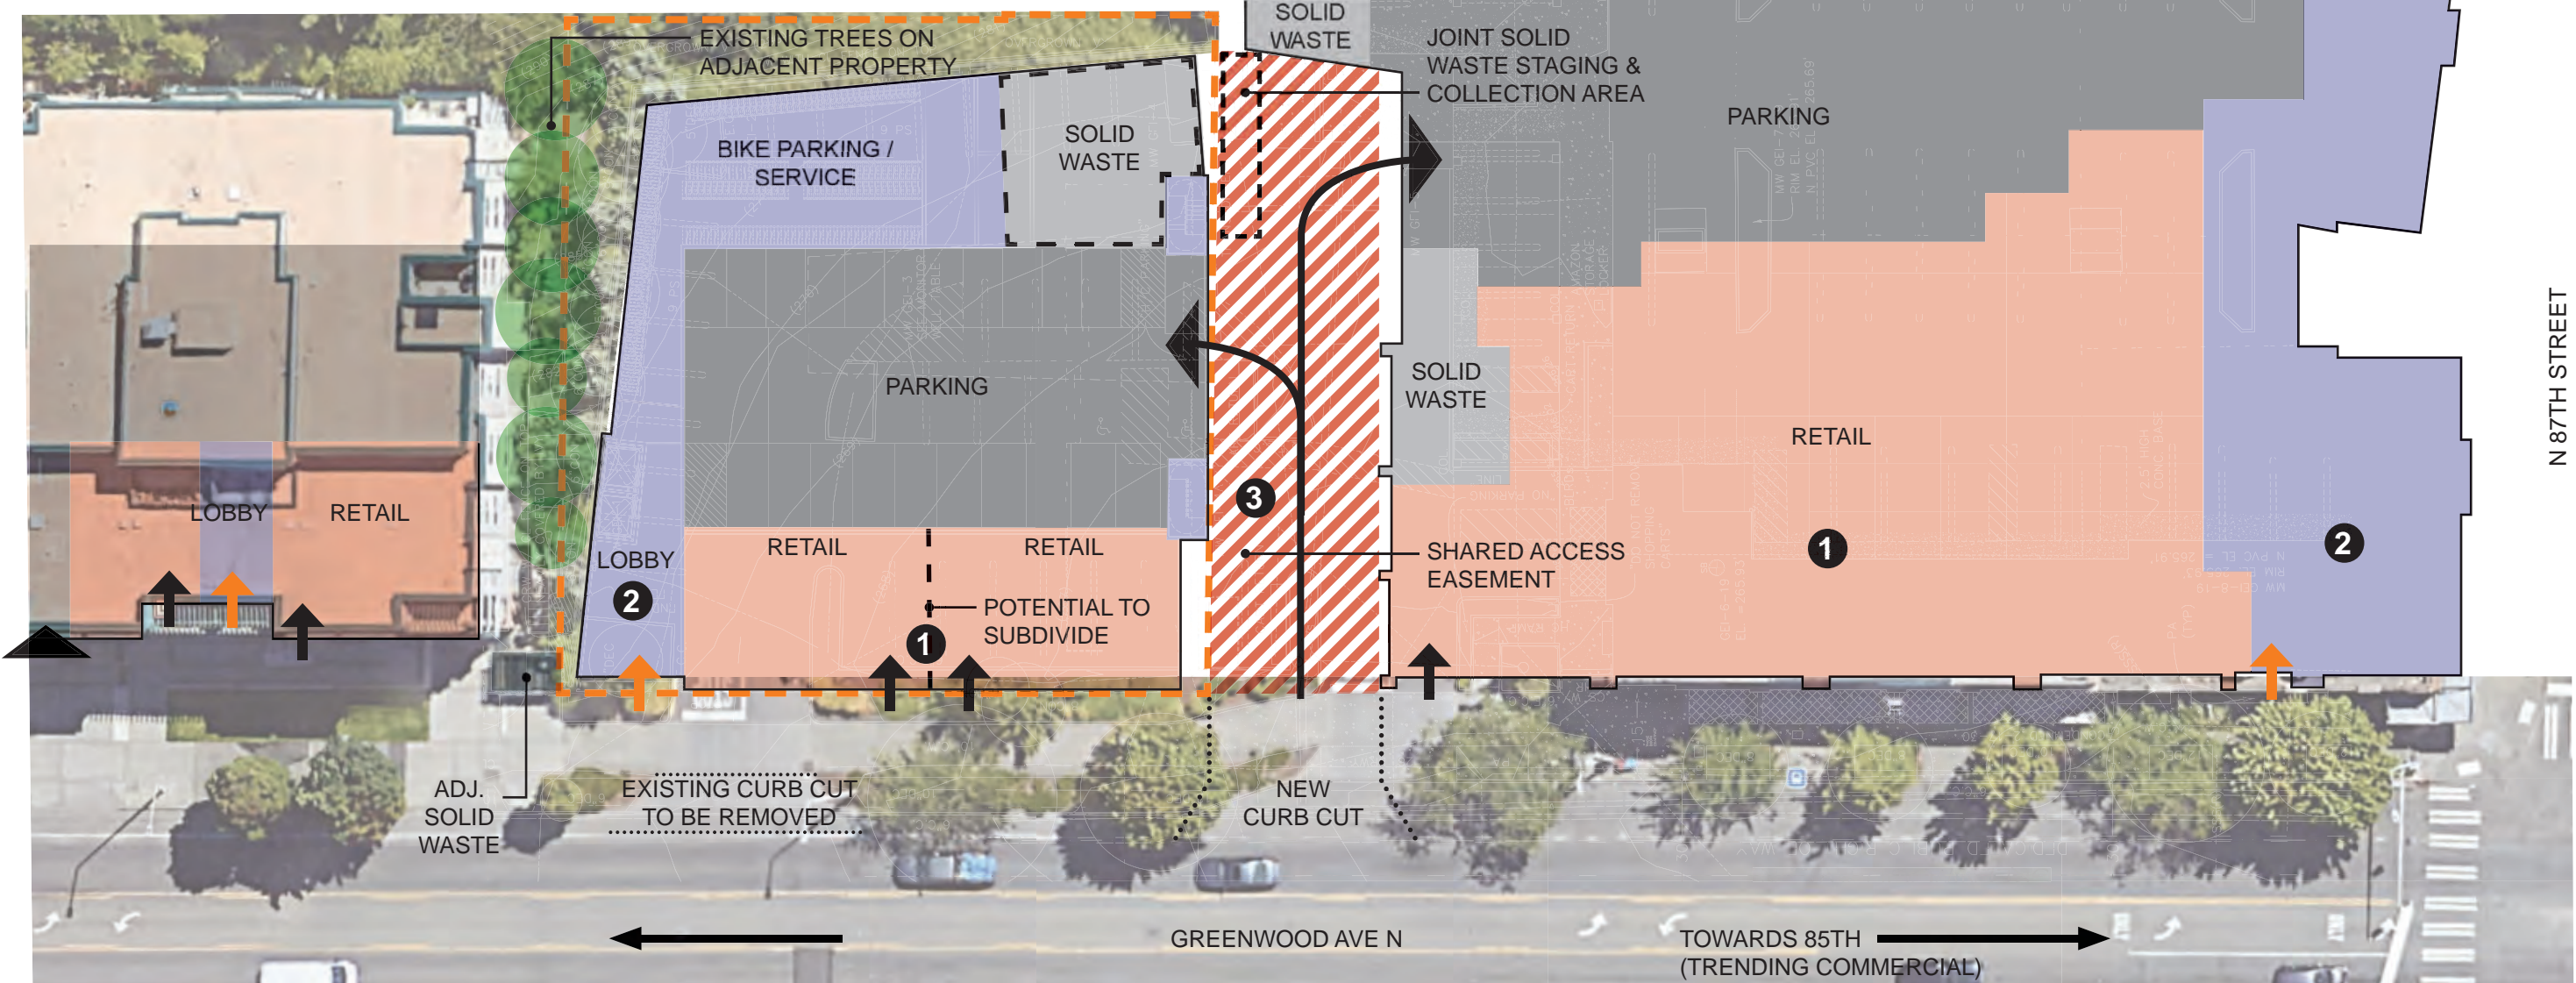 SOLID
WASTE
EXISTING TREES ON
ADJACENT PROPERTY
JOINT SOLID
WASTE STAGING &
COLLECTION AREA
PARKING
BIKE PARKING /
SERVICE
SOLID
WASTE
PARKING
SOLID
WASTE
RETAIL
N 87TH STREET
LOBBY
RETAIL
3
LOBBY
2
RETAIL
RETAIL
SHARED ACCESS
EASEMENT
1
2
POTENTIAL TO
SUBDIVIDE
1
ADJ.
SOLID
WASTE
EXISTING CURB CUT
TO BE REMOVED
NEW
CURB CUT
GREENWOOD AVE N
TOWARDS 85TH
(TRENDING COMMERCIAL)